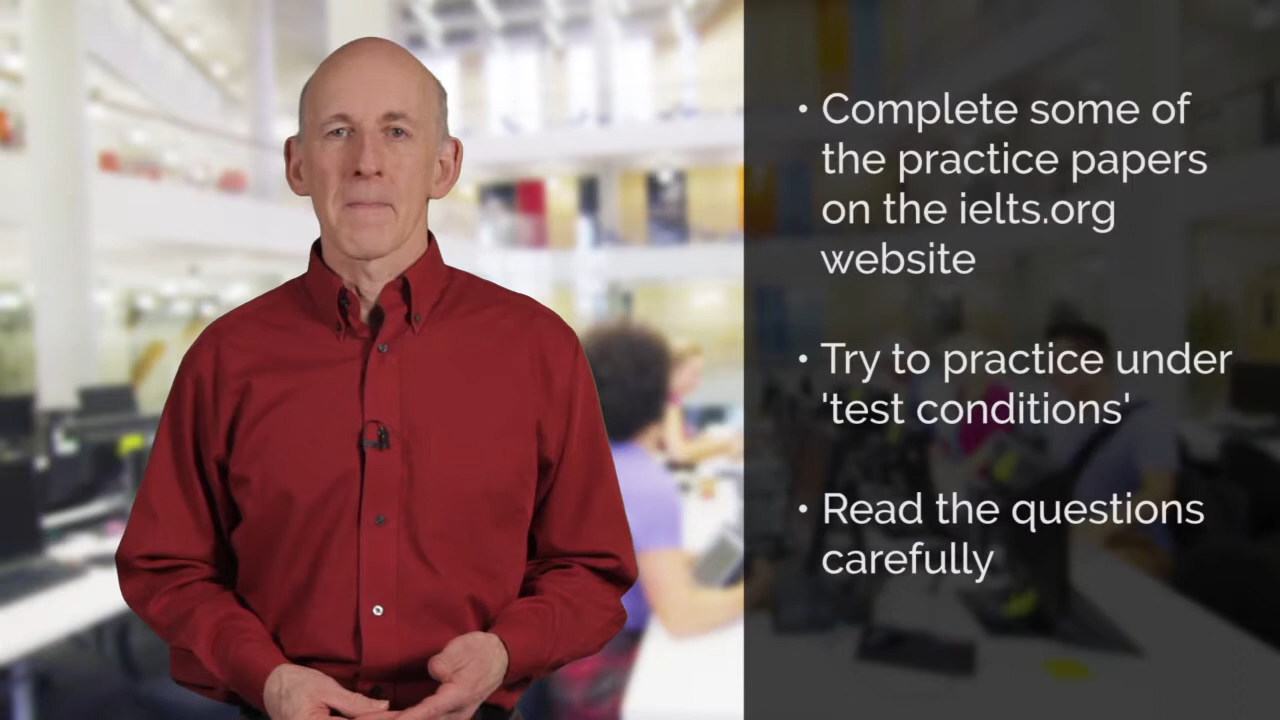 • Complete some of
the practice papers
on the ielts.org
website
• Try to practice under
'test conditions'
• Read the questions
carefully